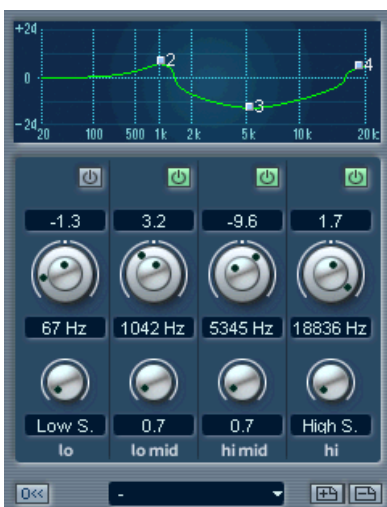 +24
2
4
0
3
-24
20 100 500 1k 2k 5k 10k 20k
-1.3 3.2 -9.6 1.7
67 Hz 1042 Hz 5345 Hz 18836 Hz
Low S. 0.7 0.7 High S.
lo lo mid hi mid hi
0<< -